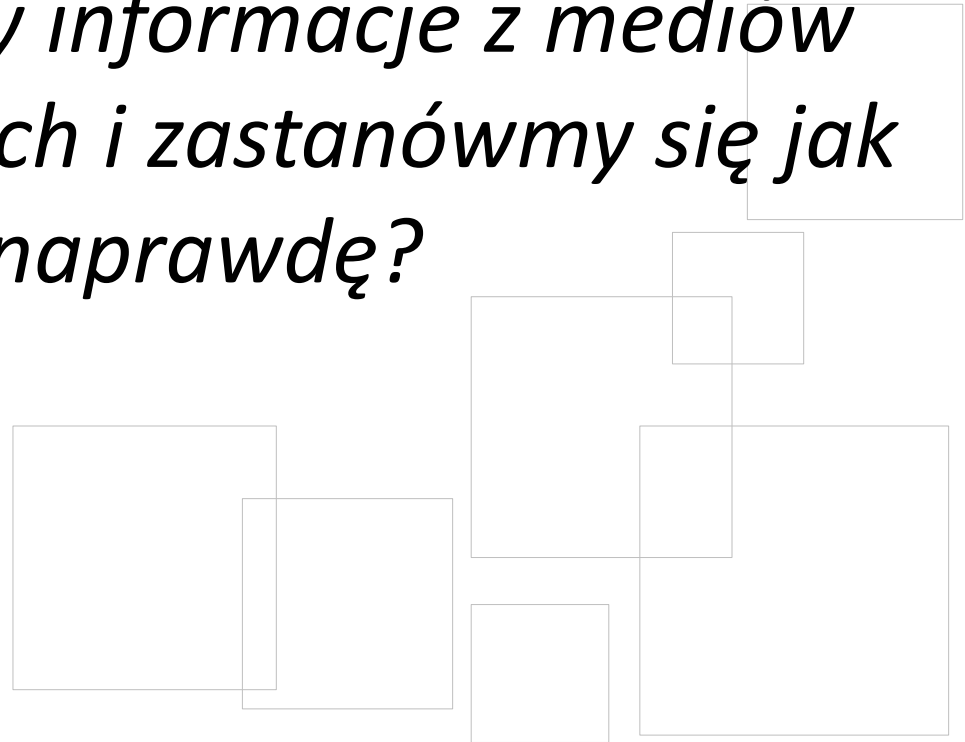 y informacje z mediów
ch i zastanówmy się jak
naprawdę?